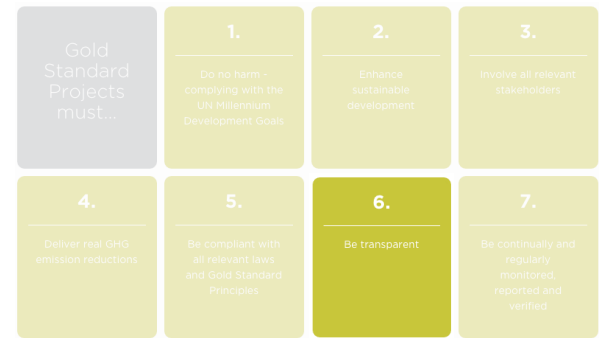 Gold
Standard
Projects
must...
1.
Do no harm -
complying with the
UN Millennium
Development Goals
2.
Enhance
sustainable
development
3.
Involve all relevant
stakeholders
4.
Deliver real GHG
emission reductions
5.
Be compliant with
all relevant laws
and Gold Standard
Principles
6.
Be transparent
7.
Be continually and
regularly
monitored,
reported and
verified